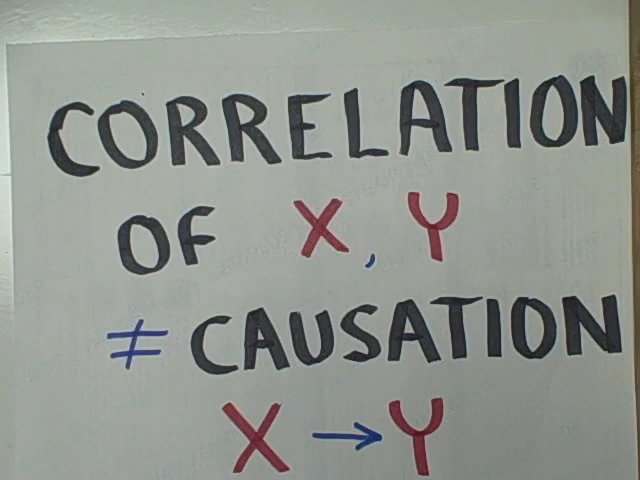 CORRELATION
OF X, Y
≠ CAUSATION
X → Y